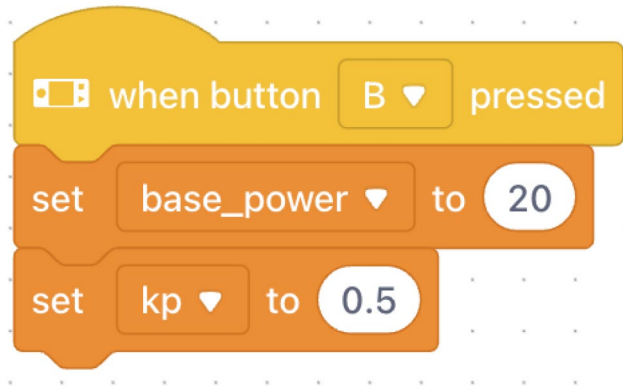 when button B pressed
set base_power to 20
set kp to 0.5